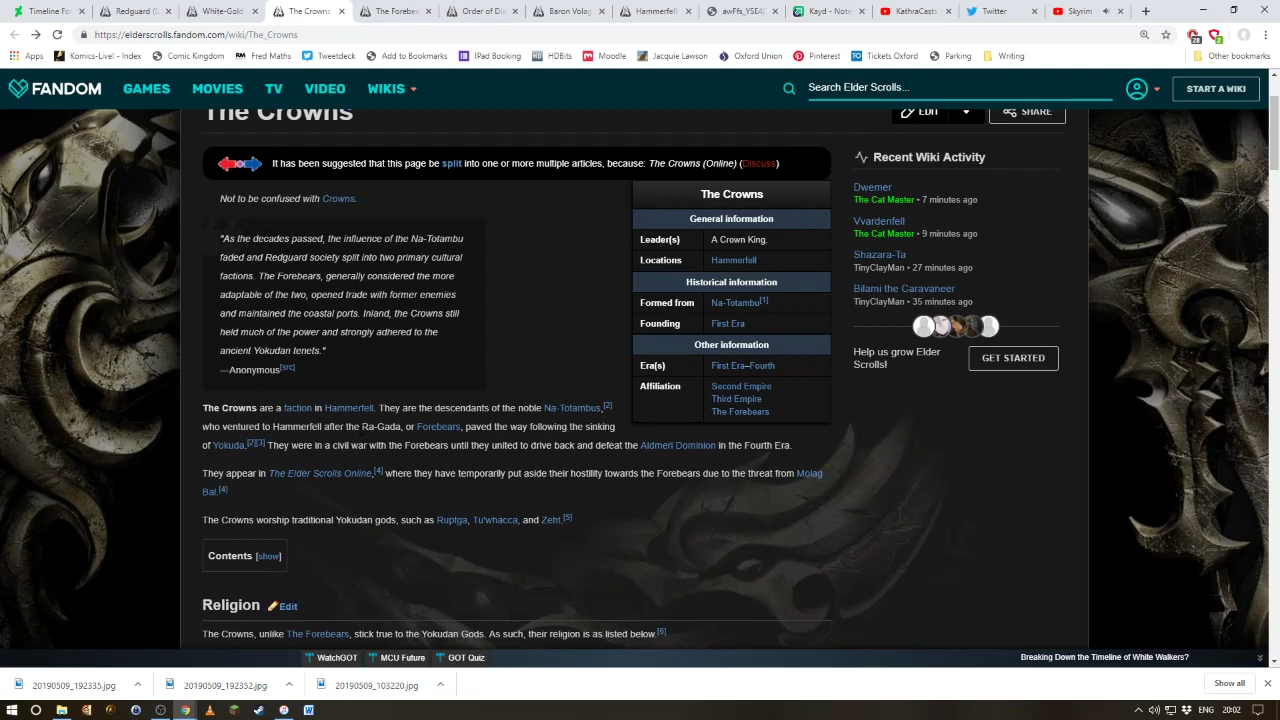 Timeline Fo
Redguard (S
White-Gold
The Crowns
The Forebea
Order of Dia
Baron Volag
Hammerfell
awFfs_YSE4
Kayd - Note
KathraCasts
Twitter
Skyrim -
https://elderscrolls.fandom.com/wiki/The_Crowns
28
2
Apps
Komics-Live! - Index
BBC
Twitter
Facebook
Tumblr
Tweetdeck
Add to Bookmarks
IPad Booking
HDBits
Moodle
Jacquie Lawson
Oxford Union
Pinterest
Tickets Oxford
Parking
Writing
Other bookmarks
FANDOM
GAMES
MOVIES
TV
VIDEO
WIKIS
Search Elder Scrolls...
START A WIKI
The Crowns
EDIT
SHARE
It has been suggested that this page be split into one or more multiple articles, because: The Crowns (Online) (Discuss)
Not to be confused with Crowns.
"As the decades passed, the influence of the Na-Totambu
faded and Redguard society split into two primary cultural
factions. The Forebears, generally considered the more
adaptable of the two, opened trade with former enemies
and maintained the coastal ports. Inland, the Crowns still
held much of the power and strongly adhered to the
ancient Yokudan tenets."
―Anonymous[src]
The Crowns
General information
Leader(s) A Crown King.
Locations Hammerfell
Historical information
Formed from Na-Totambu[1]
Founding First Era
Other information
Era(s) First Era–Fourth
Affiliation Second Empire
Third Empire
The Forebears
The Crowns are a faction in Hammerfell. They are the descendants of the noble Na-Totambus,[2]
who ventured to Hammerfell after the Ra-Gada, or Forebears, paved the way following the sinking
of Yokuda.[2][3] They were in a civil war with the Forebears until they united to drive back and defeat the Aldmeri Dominion in the Fourth Era.
They appear in The Elder Scrolls Online,[4] where they have temporarily put aside their hostility towards the Forebears due to the threat from Molag
Bal.[4]
The Crowns worship traditional Yokudan gods, such as Ruptga, Tu'whacca, and Zeht.[5]
Contents [show]
Religion Edit
The Crowns, unlike The Forebears, stick true to the Yokudan Gods. As such, their religion is as listed below.[6]
Recent Wiki Activity
Dwemer
The Cat Master • 7 minutes ago
Vvardenfell
The Cat Master • 9 minutes ago
Shazara-Ta
TinyClayMan • 27 minutes ago
Bilami the Caravaneer
TinyClayMan • 35 minutes ago
Help us grow Elder
Scrolls!
GET STARTED
WatchGOT
MCU Future
GOT Quiz
Breaking Down the Timeline of White Walkers?
20190509_192335.jpg
20190509_192352.jpg
20190509_103220.jpg
Show all
20:02